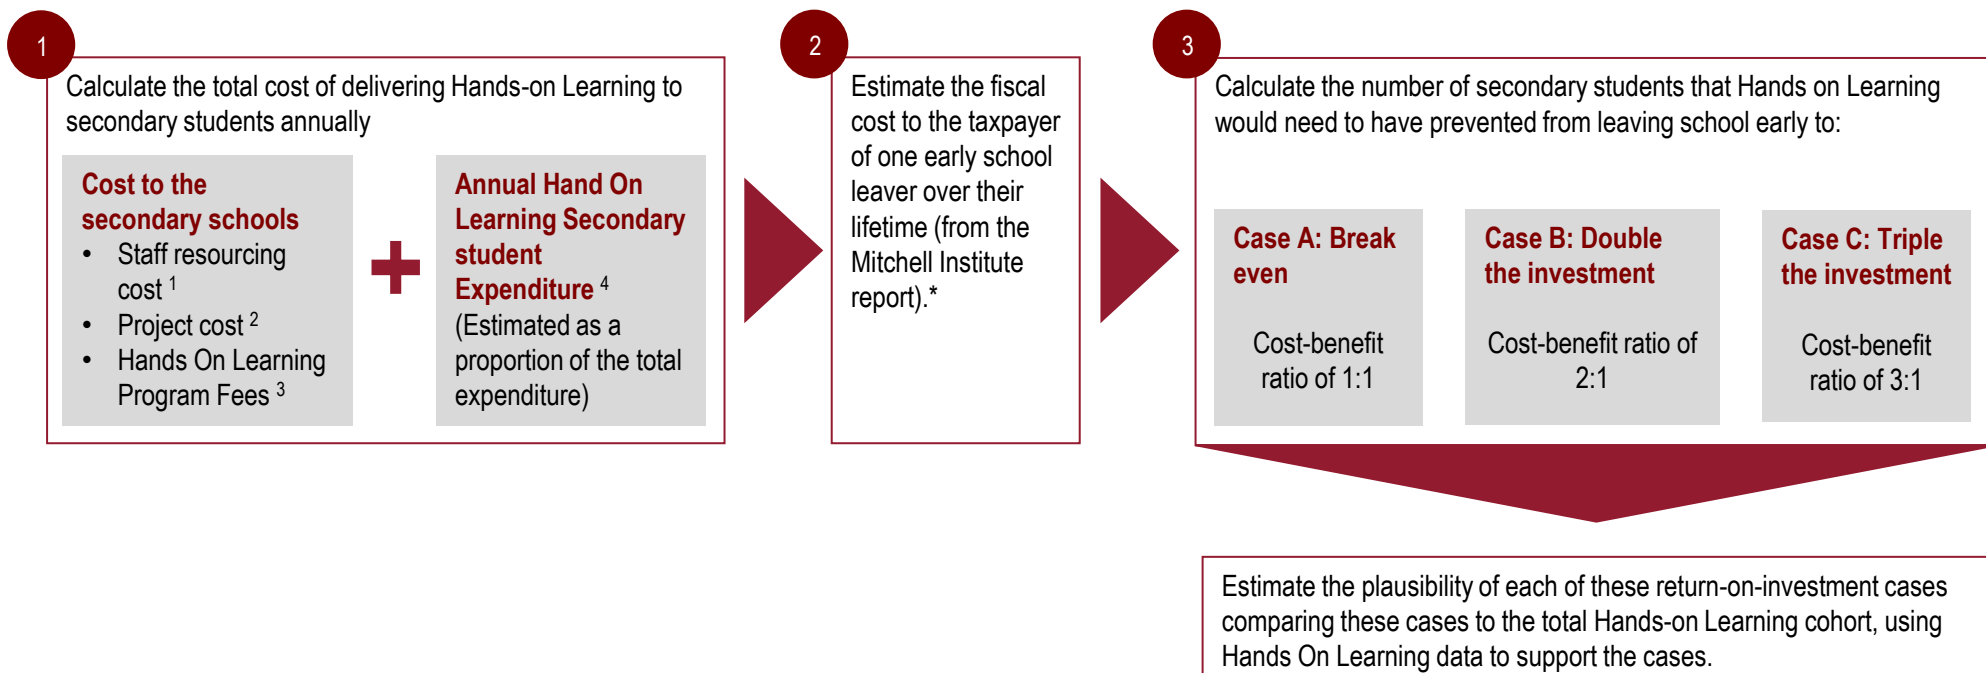 1
Calculate the total cost of delivering Hands-on Learning to
secondary students annually
Cost to the
secondary schools
• Staff resourcing
cost 1
• Project cost 2
• Hands On Learning
Program Fees 3
Annual Hand On
Learning Secondary
student
Expenditure 4
(Estimated as a
proportion of the total
expenditure)
2
Estimate the fiscal
cost to the taxpayer
of one early school
leaver over their
lifetime (from the
Mitchell Institute
report).*
3
Calculate the number of secondary students that Hands on Learning
would need to have prevented from leaving school early to:
Case A: Break
even
Cost-benefit
ratio of 1:1
Case B: Double
the investment
Cost-benefit ratio of
2:1
Case C: Triple
the investment
Cost-benefit
ratio of 3:1
Estimate the plausibility of each of these return-on-investment cases
comparing these cases to the total Hands-on Learning cohort, using
Hands On Learning data to support the cases.